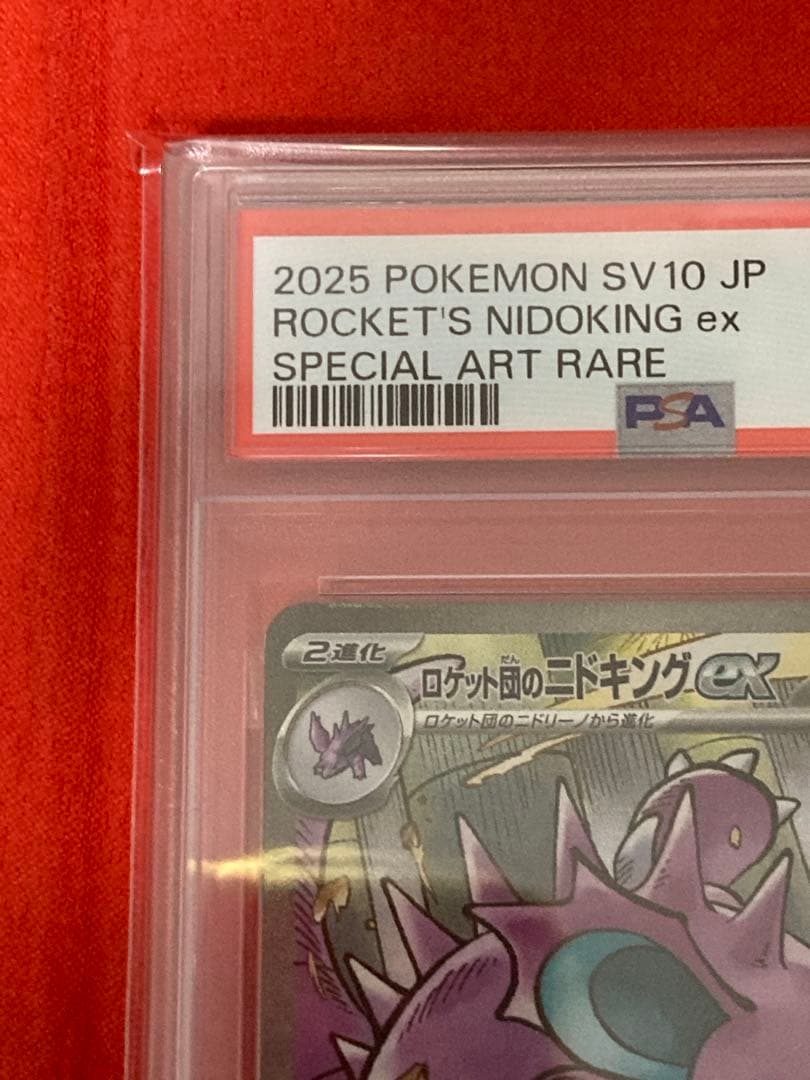 2025 POKEMON SV10 JP
ROCKET'S NIDOKING ex
SPECIAL ART RARE
PSA
2進化
ロケット団のニドキングex
だん
ロケット団のニドリーノから進化